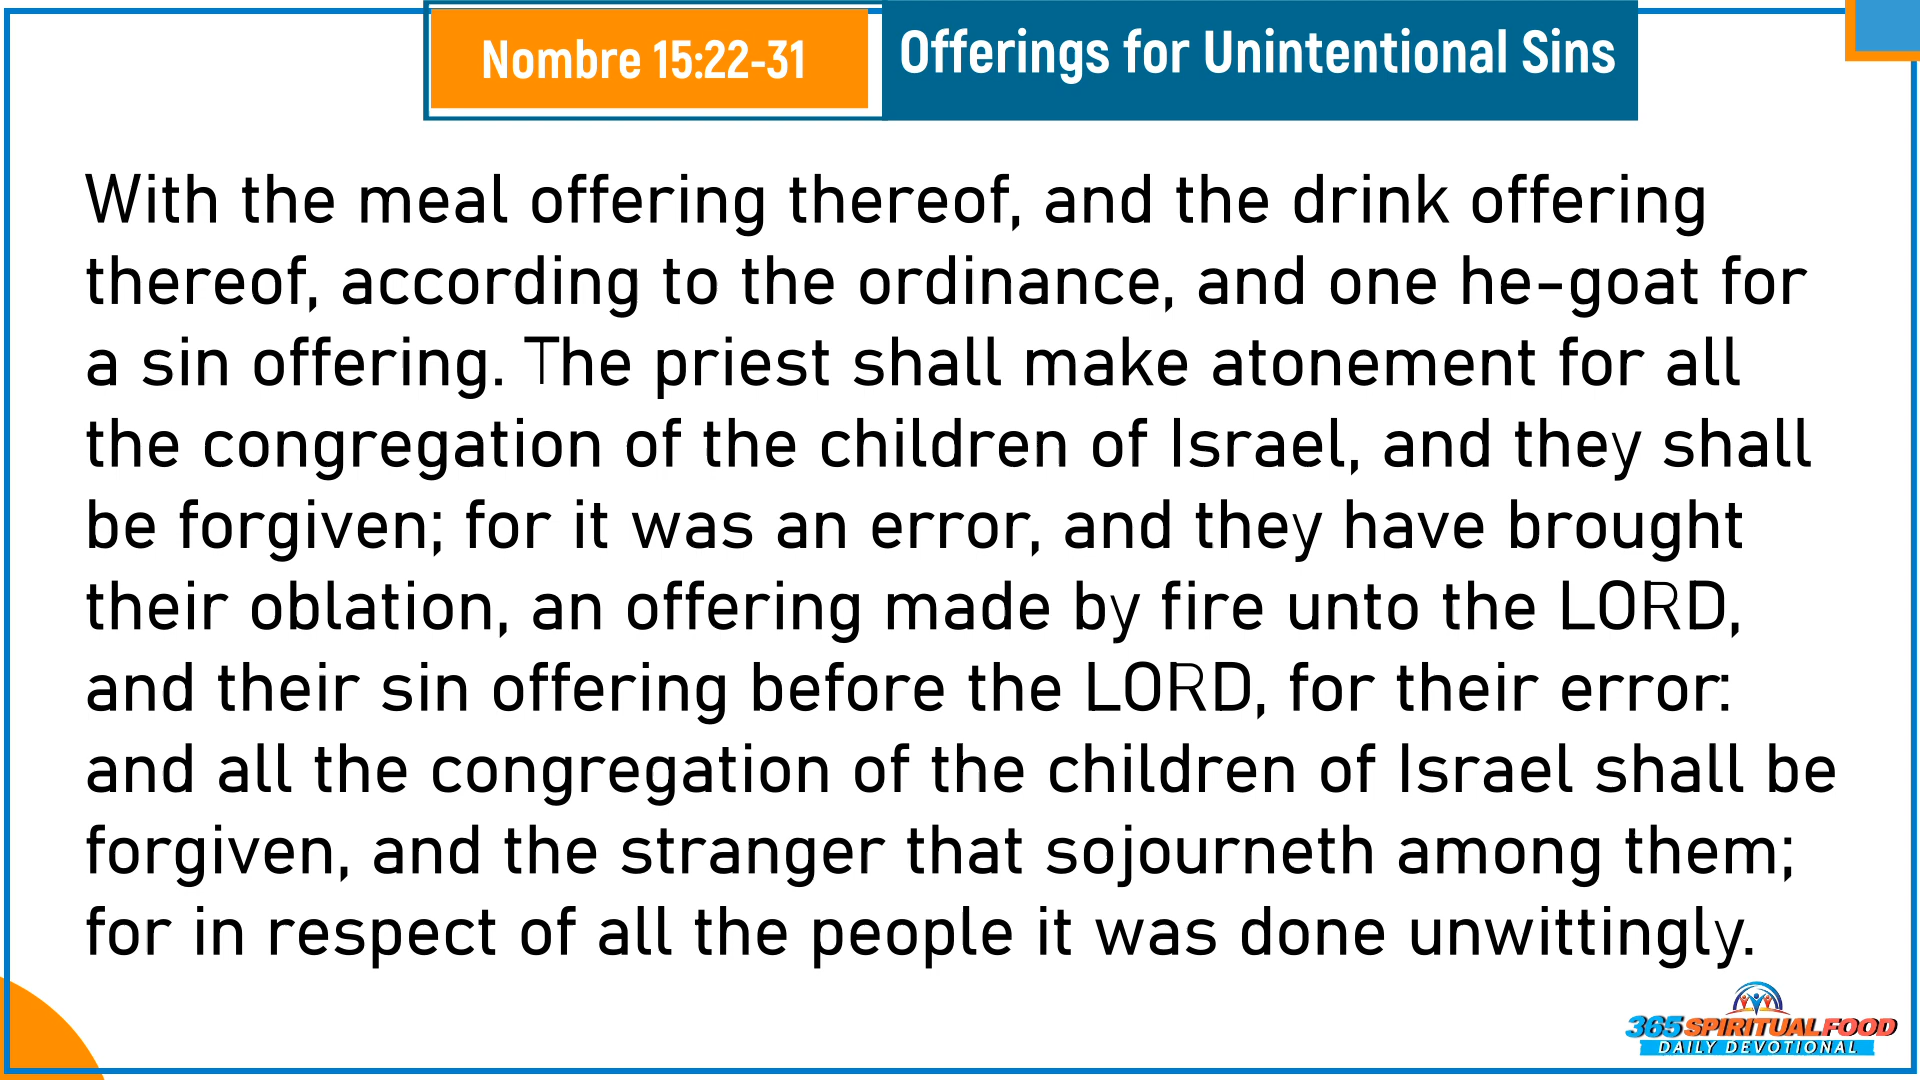 Nombre 15:22-31
Offerings for Unintentional Sins
With the meal offering thereof, and the drink offering
thereof, according to the ordinance, and one he-goat for
a sin offering. The priest shall make atonement for all
the congregation of the children of Israel, and they shall
be forgiven; for it was an error, and they have brought
their oblation, an offering made by fire unto the LORD,
and their sin offering before the LORD, for their error:
and all the congregation of the children of Israel shall be
forgiven, and the stranger that sojourneth among them;
for in respect of all the people it was done unwittingly.
365 SPIRITUAL FOOD
DAILY DEVOTIONAL